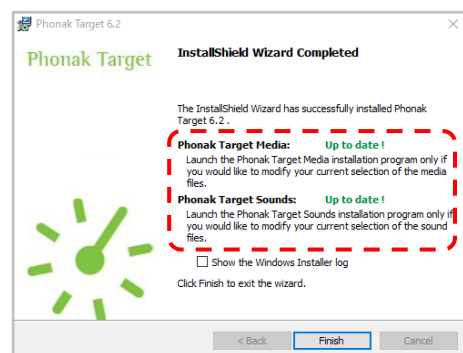 Phonak Target 6.2
Phonak Target
InstallShield Wizard Completed
The InstallShield Wizard has successfully installed Phonak
Target 6.2 .
Phonak Target Media: Up to date !
Launch the Phonak Target Media installation program only if
you would like to modify your current selection of the media
files.
Phonak Target Sounds: Up to date !
Launch the Phonak Target Sounds installation program only if
you would like to modify your current selection of the sound
files.
Show the Windows Installer log
Click Finish to exit the wizard.
< Back Finish Cancel